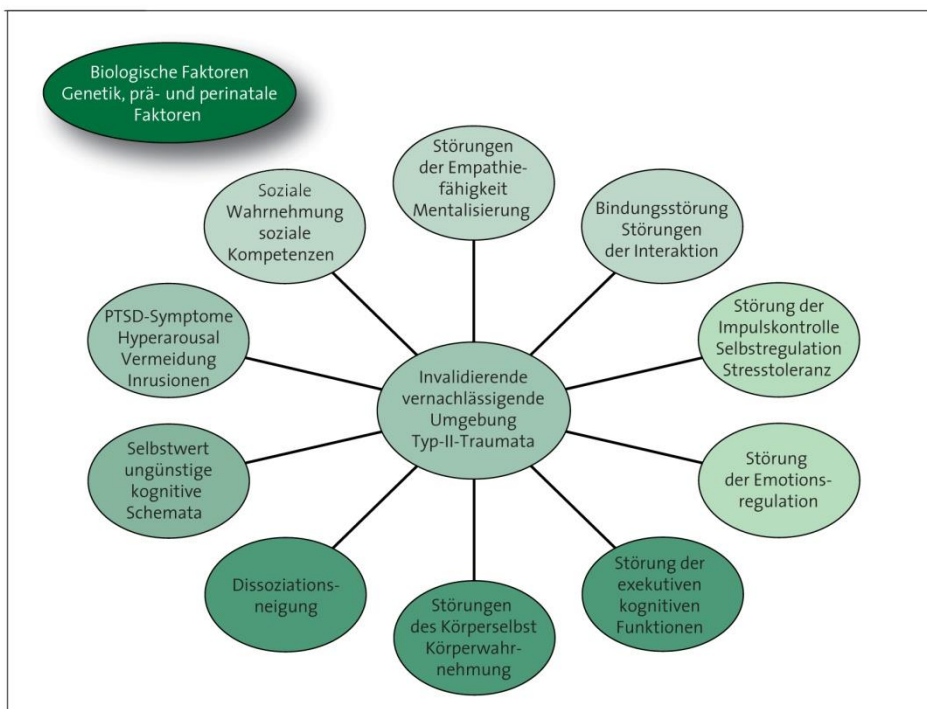 Biologische Faktoren
Genetik, prä- und perinatale
Faktoren
Störungen
der Empathie-
fähigkeit
Mentalisierung
Soziale
Wahrnehmung
soziale
Kompetenzen
Bindungsstörung
Störungen
der Interaktion
PTSD-Symptome
Hyperarousal
Vermeidung
Inrusionen
Störung der
Impulskontrolle
Selbstregulation
Stresstoleranz
Invalidierende
vernachlässigende
Umgebung
Typ-II-Traumata
Selbstwert
ungünstige
kognitive
Schemata
Störung
der Emotions-
regulation
Dissoziations-
neigung
Störungen
des Körperselbst
Körperwahr-
nehmung
Störung der
exekutiven
kognitiven
Funktionen